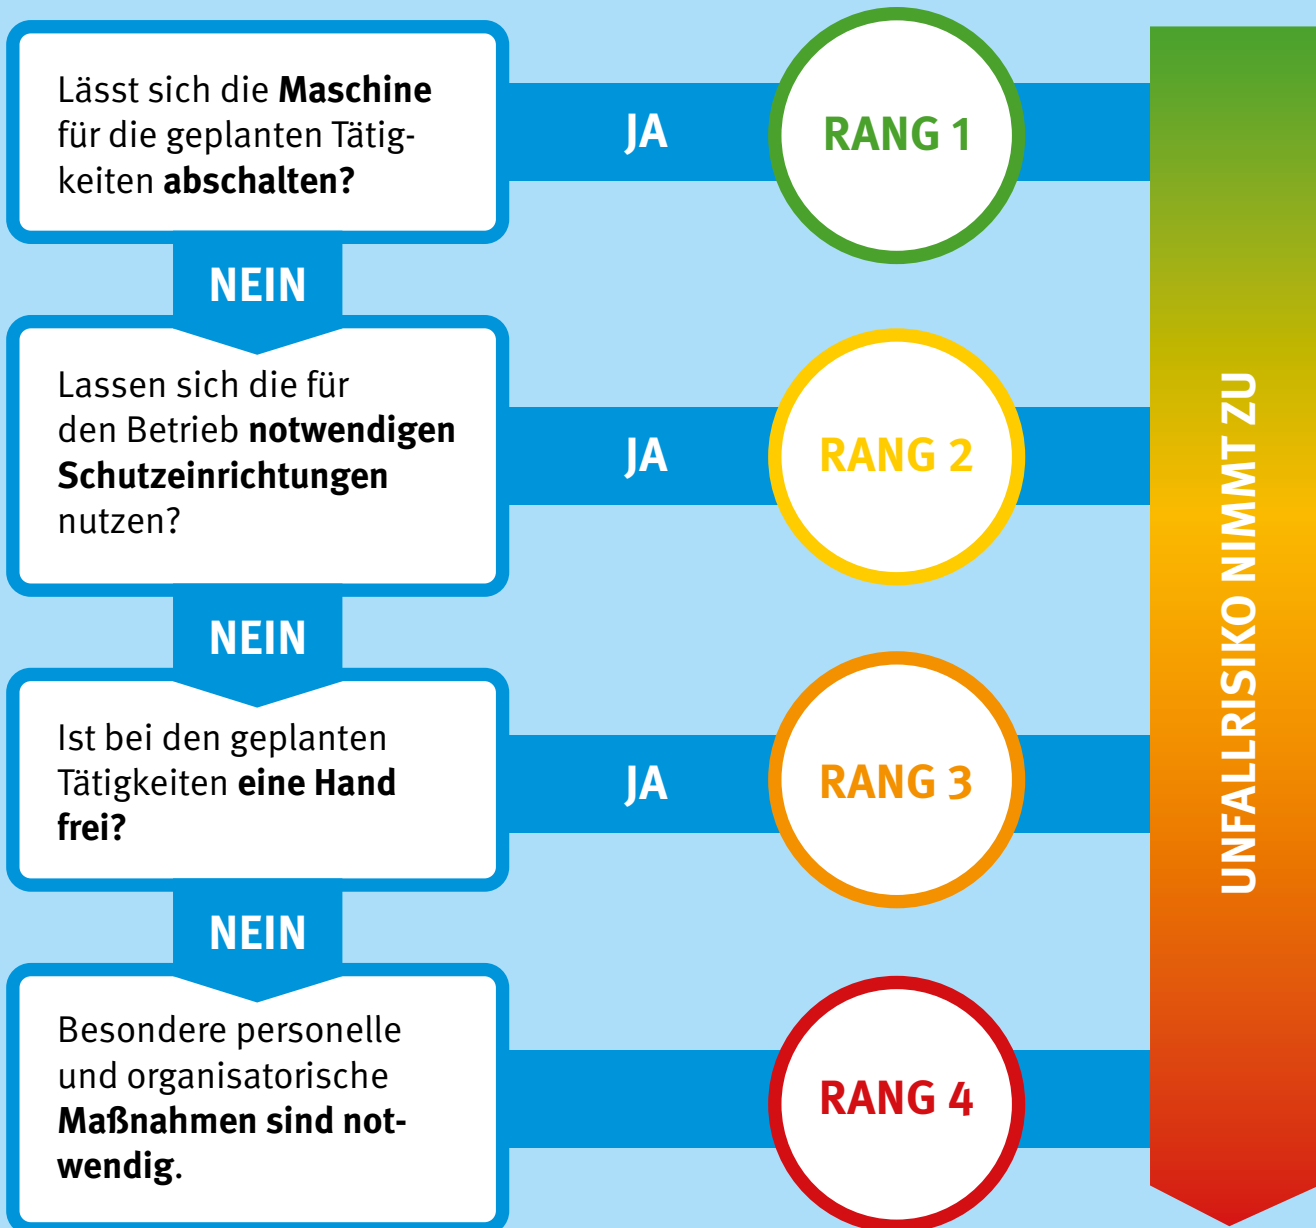 Lässt sich die Maschine
für die geplanten Tätig-
keiten abschalten?
JA
RANG 1
NEIN
Lassen sich die für
den Betrieb notwendigen
Schutzeinrichtungen
nutzen?
JA
RANG 2
NEIN
Ist bei den geplanten
Tätigkeiten eine Hand
frei?
JA
RANG 3
NEIN
Besondere personelle
und organisatorische
Maßnahmen sind not-
wendig.
RANG 4
UNFALLRISIKO NIMMT ZU